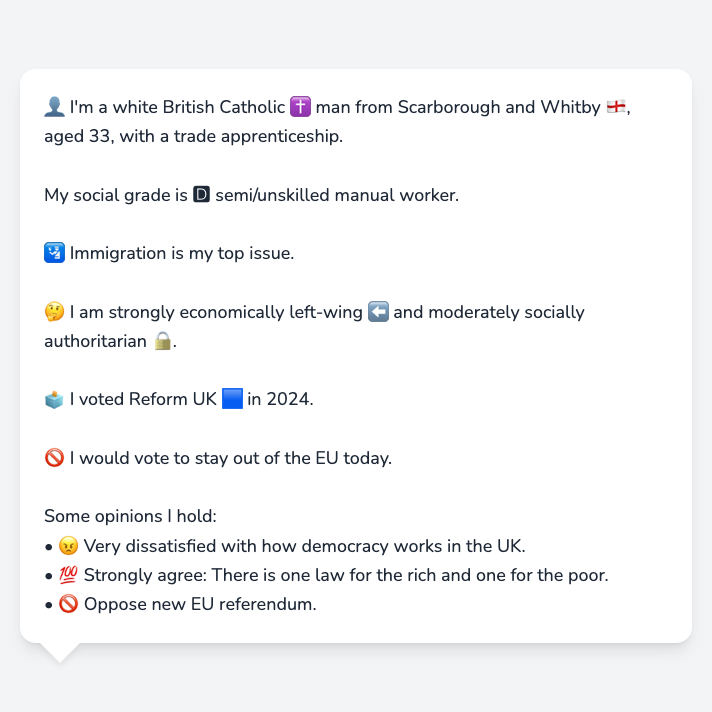 👤 I'm a white British Catholic ✝️ man from Scarborough and Whitby 🏴󠁧󠁢󠁥󠁮󠁧󠁿,
aged 33, with a trade apprenticeship.
My social grade is 🅳 semi/unskilled manual worker.
🛂 Immigration is my top issue.
🤔 I am strongly economically left-wing ⬅️ and moderately socially
authoritarian 🔒.
🗳️ I voted Reform UK 🟦 in 2024.
🚫 I would vote to stay out of the EU today.
Some opinions I hold:
• 😠 Very dissatisfied with how democracy works in the UK.
• 💯 Strongly agree: There is one law for the rich and one for the poor.
• 🚫 Oppose new EU referendum.